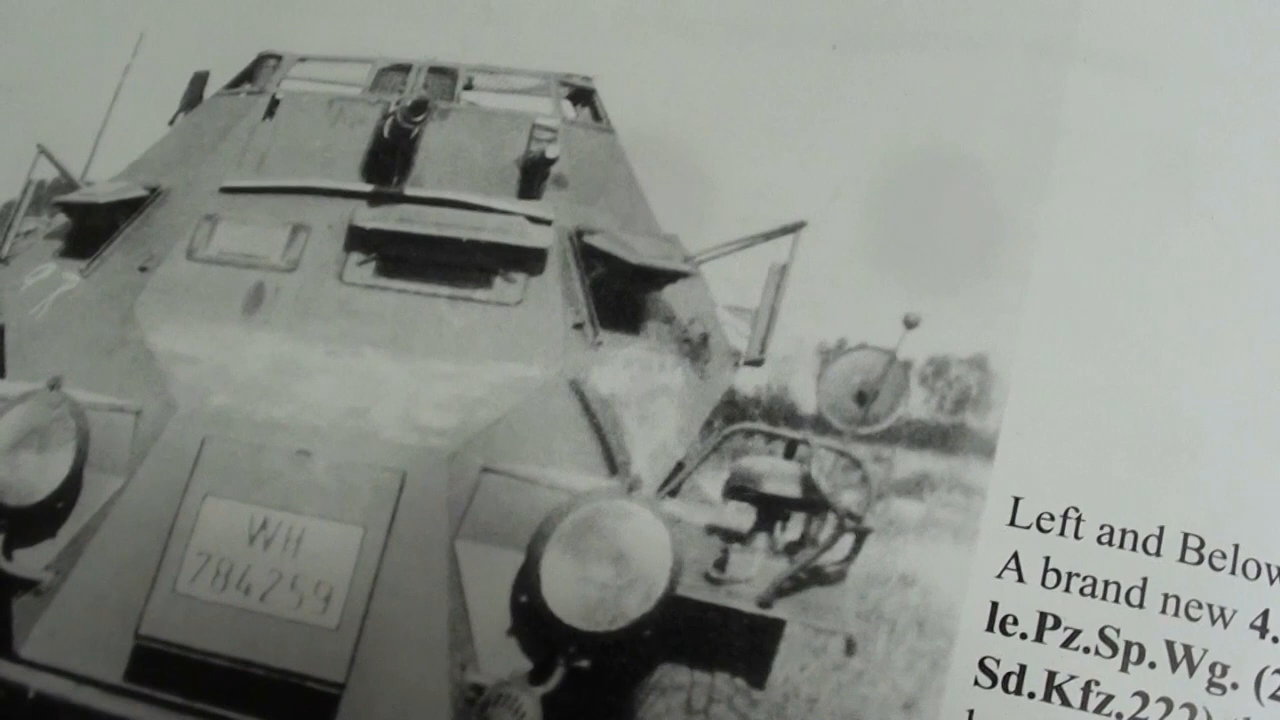 WH
784259
Left and Below
A brand new 4.
le.Pz.Sp.Wg. (2
Sd.Kfz.222)